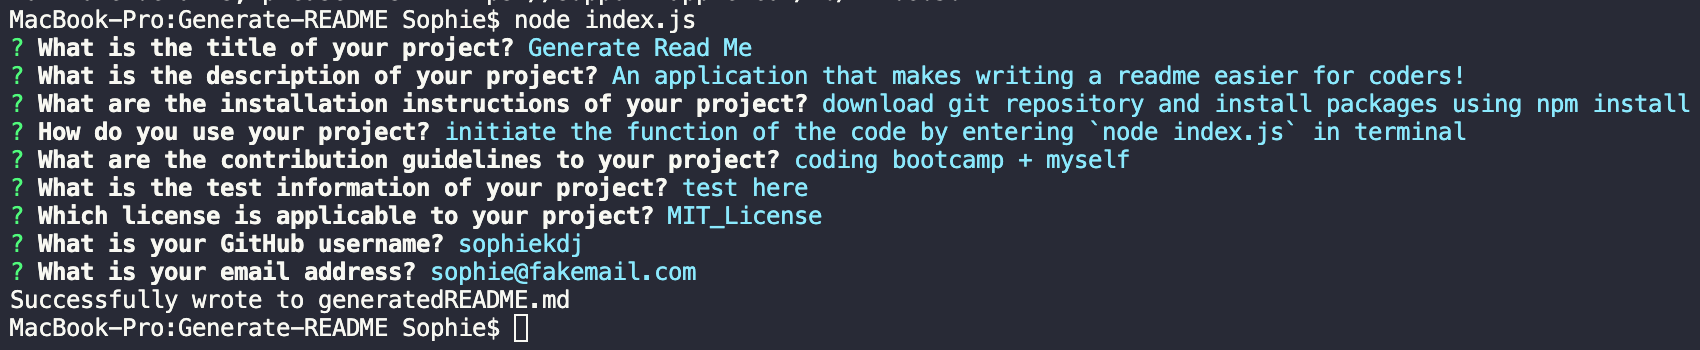 MacBook-Pro:Generate-README Sophie$ node index.js
? What is the title of your project? Generate Read Me
? What is the description of your project? An application that makes writing a readme easier for coders!
? What are the installation instructions of your project? download git repository and install packages using npm install
? How do you use your project? initiate the function of the code by entering `node index.js` in terminal
? What are the contribution guidelines to your project? coding bootcamp + myself
? What is the test information of your project? test here
? Which license is applicable to your project? MIT_License
? What is your GitHub username? sophiekdj
? What is your email address? sophie@fakemail.com
Successfully wrote to generatedREADME.md
MacBook-Pro:Generate-README Sophie$